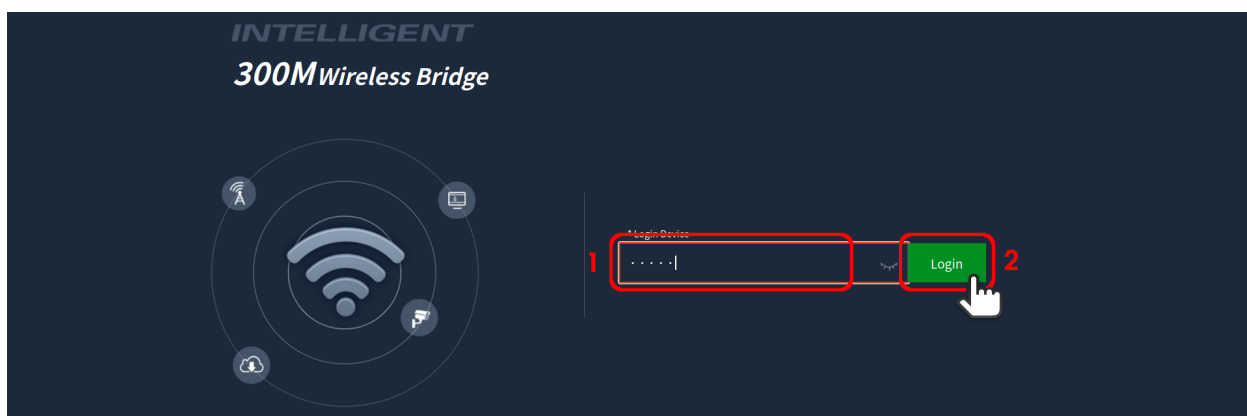 INTELLIGENT
300M Wireless Bridge
* Login Device
1
·····
Login
2